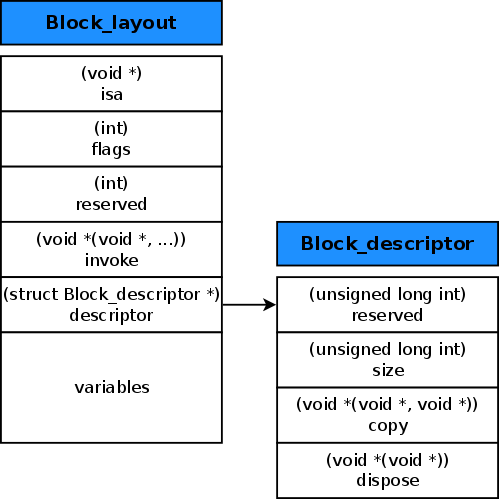 Block_layout
(void *)
isa
(int)
flags
(int)
reserved
(void *(void *, ...))
invoke
(struct Block_descriptor *)
descriptor
variables
Block_descriptor
(unsigned long int)
reserved
(unsigned long int)
size
(void *(void *, void *))
copy
(void *(void *))
dispose